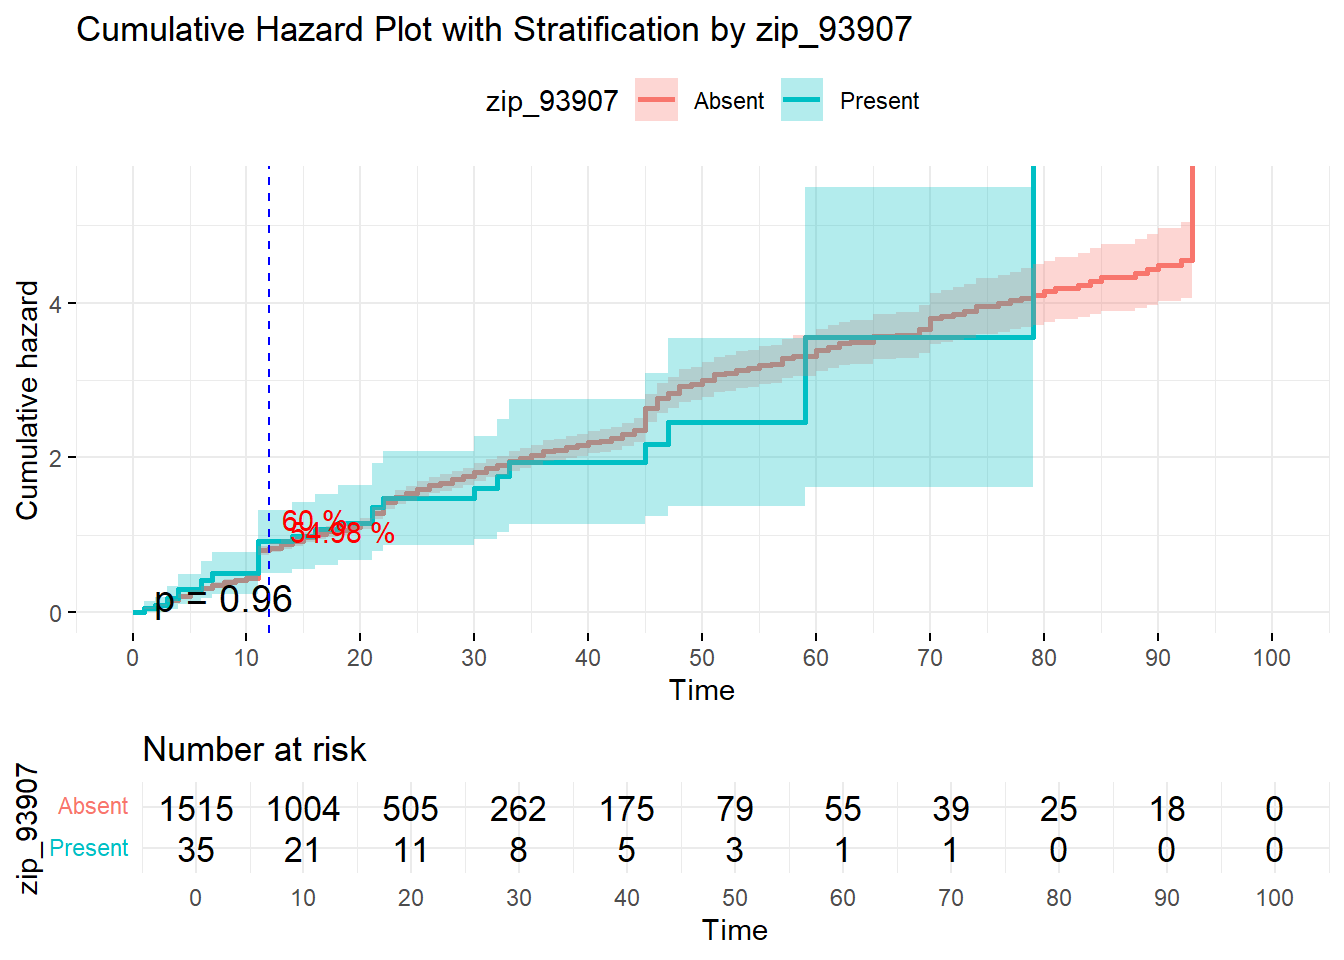 Cumulative Hazard Plot with Stratification by zip_93907
zip_93907 Absent Present
Cumulative hazard
4
2
0
60 %
54.98 %
p = 0.96
0 10 20 30 40 50 60 70 80 90 100
Time
Number at risk
zip_93907
Absent 1515 1004 505 262 175 79 55 39 25 18 0
Present 35 21 11 8 5 3 1 1 0 0 0
0 10 20 30 40 50 60 70 80 90 100
Time